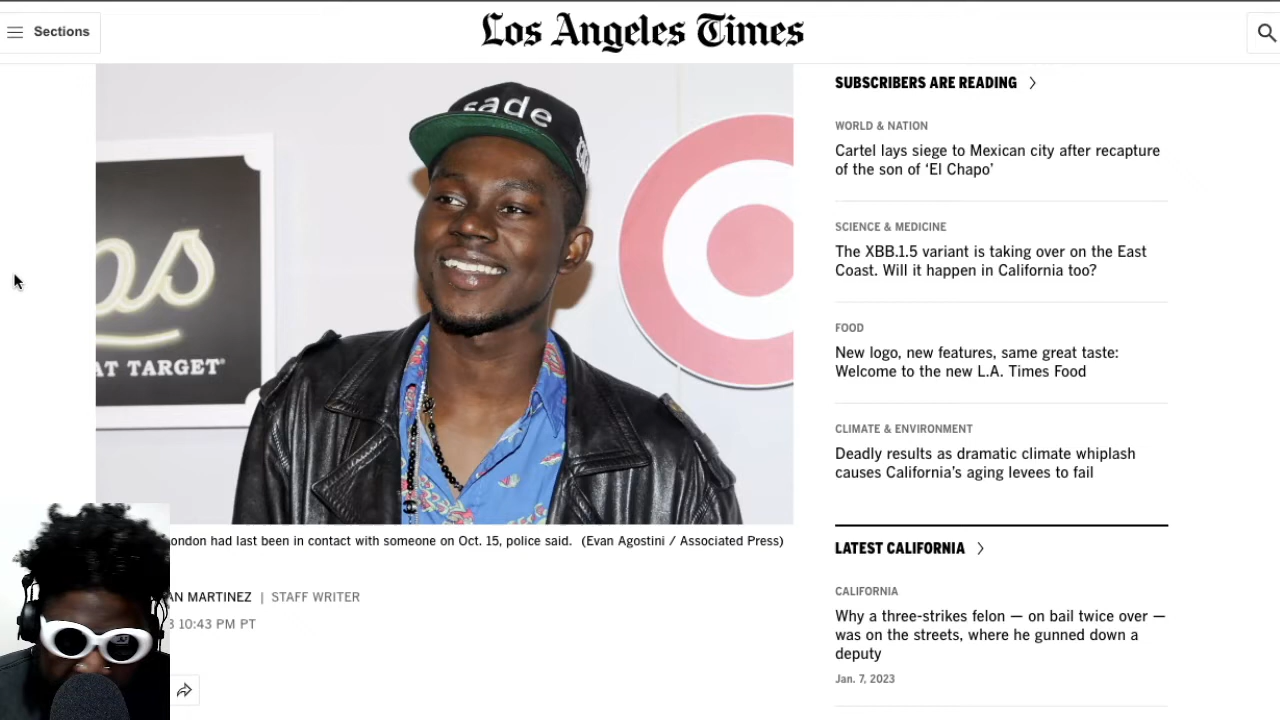 Sections
Los Angeles Times
sade
AT TARGET
London had last been in contact with someone on Oct. 15, police said. (Evan Agostini / Associated Press)
MARTINEZ | STAFF WRITER
10:43 PM PT
SUBSCRIBERS ARE READING
WORLD & NATION
Cartel lays siege to Mexican city after recapture
of the son of ‘El Chapo’
SCIENCE & MEDICINE
The XBB.1.5 variant is taking over on the East
Coast. Will it happen in California too?
FOOD
New logo, new features, same great taste:
Welcome to the new L.A. Times Food
CLIMATE & ENVIRONMENT
Deadly results as dramatic climate whiplash
causes California’s aging levees to fail
LATEST CALIFORNIA
CALIFORNIA
Why a three-strikes felon — on bail twice over —
was on the streets, where he gunned down a
deputy
Jan. 7, 2023